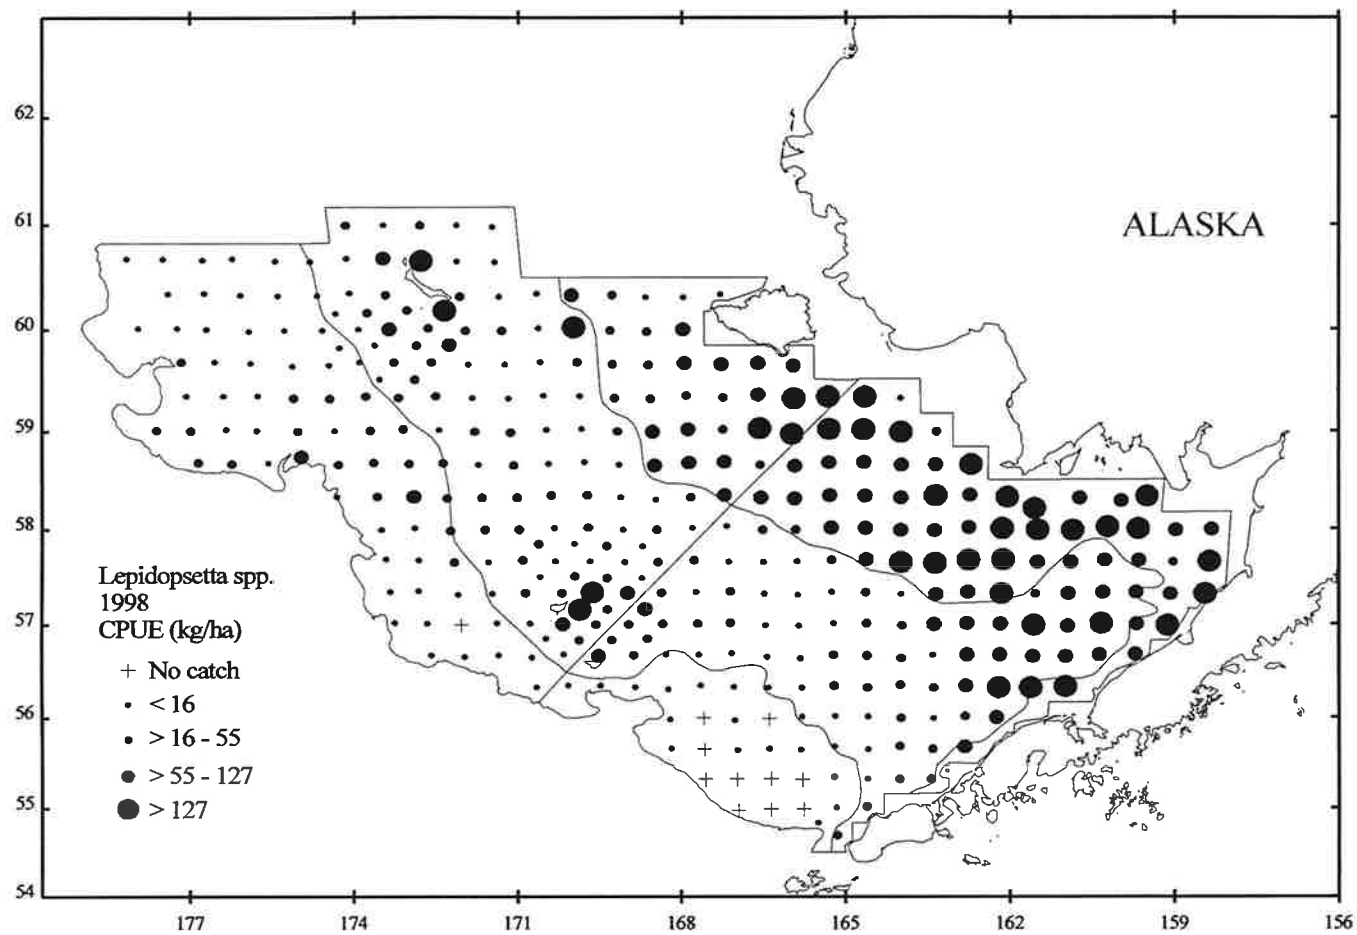 62
61
60
59
58
57
56
55
54
ALASKA
Lepidopsetta spp.
1998
CPUE (kg/ha)
+ No catch
< 16
> 16 - 55
> 55 - 127
> 127
177 174 171 168 165 162 159 156